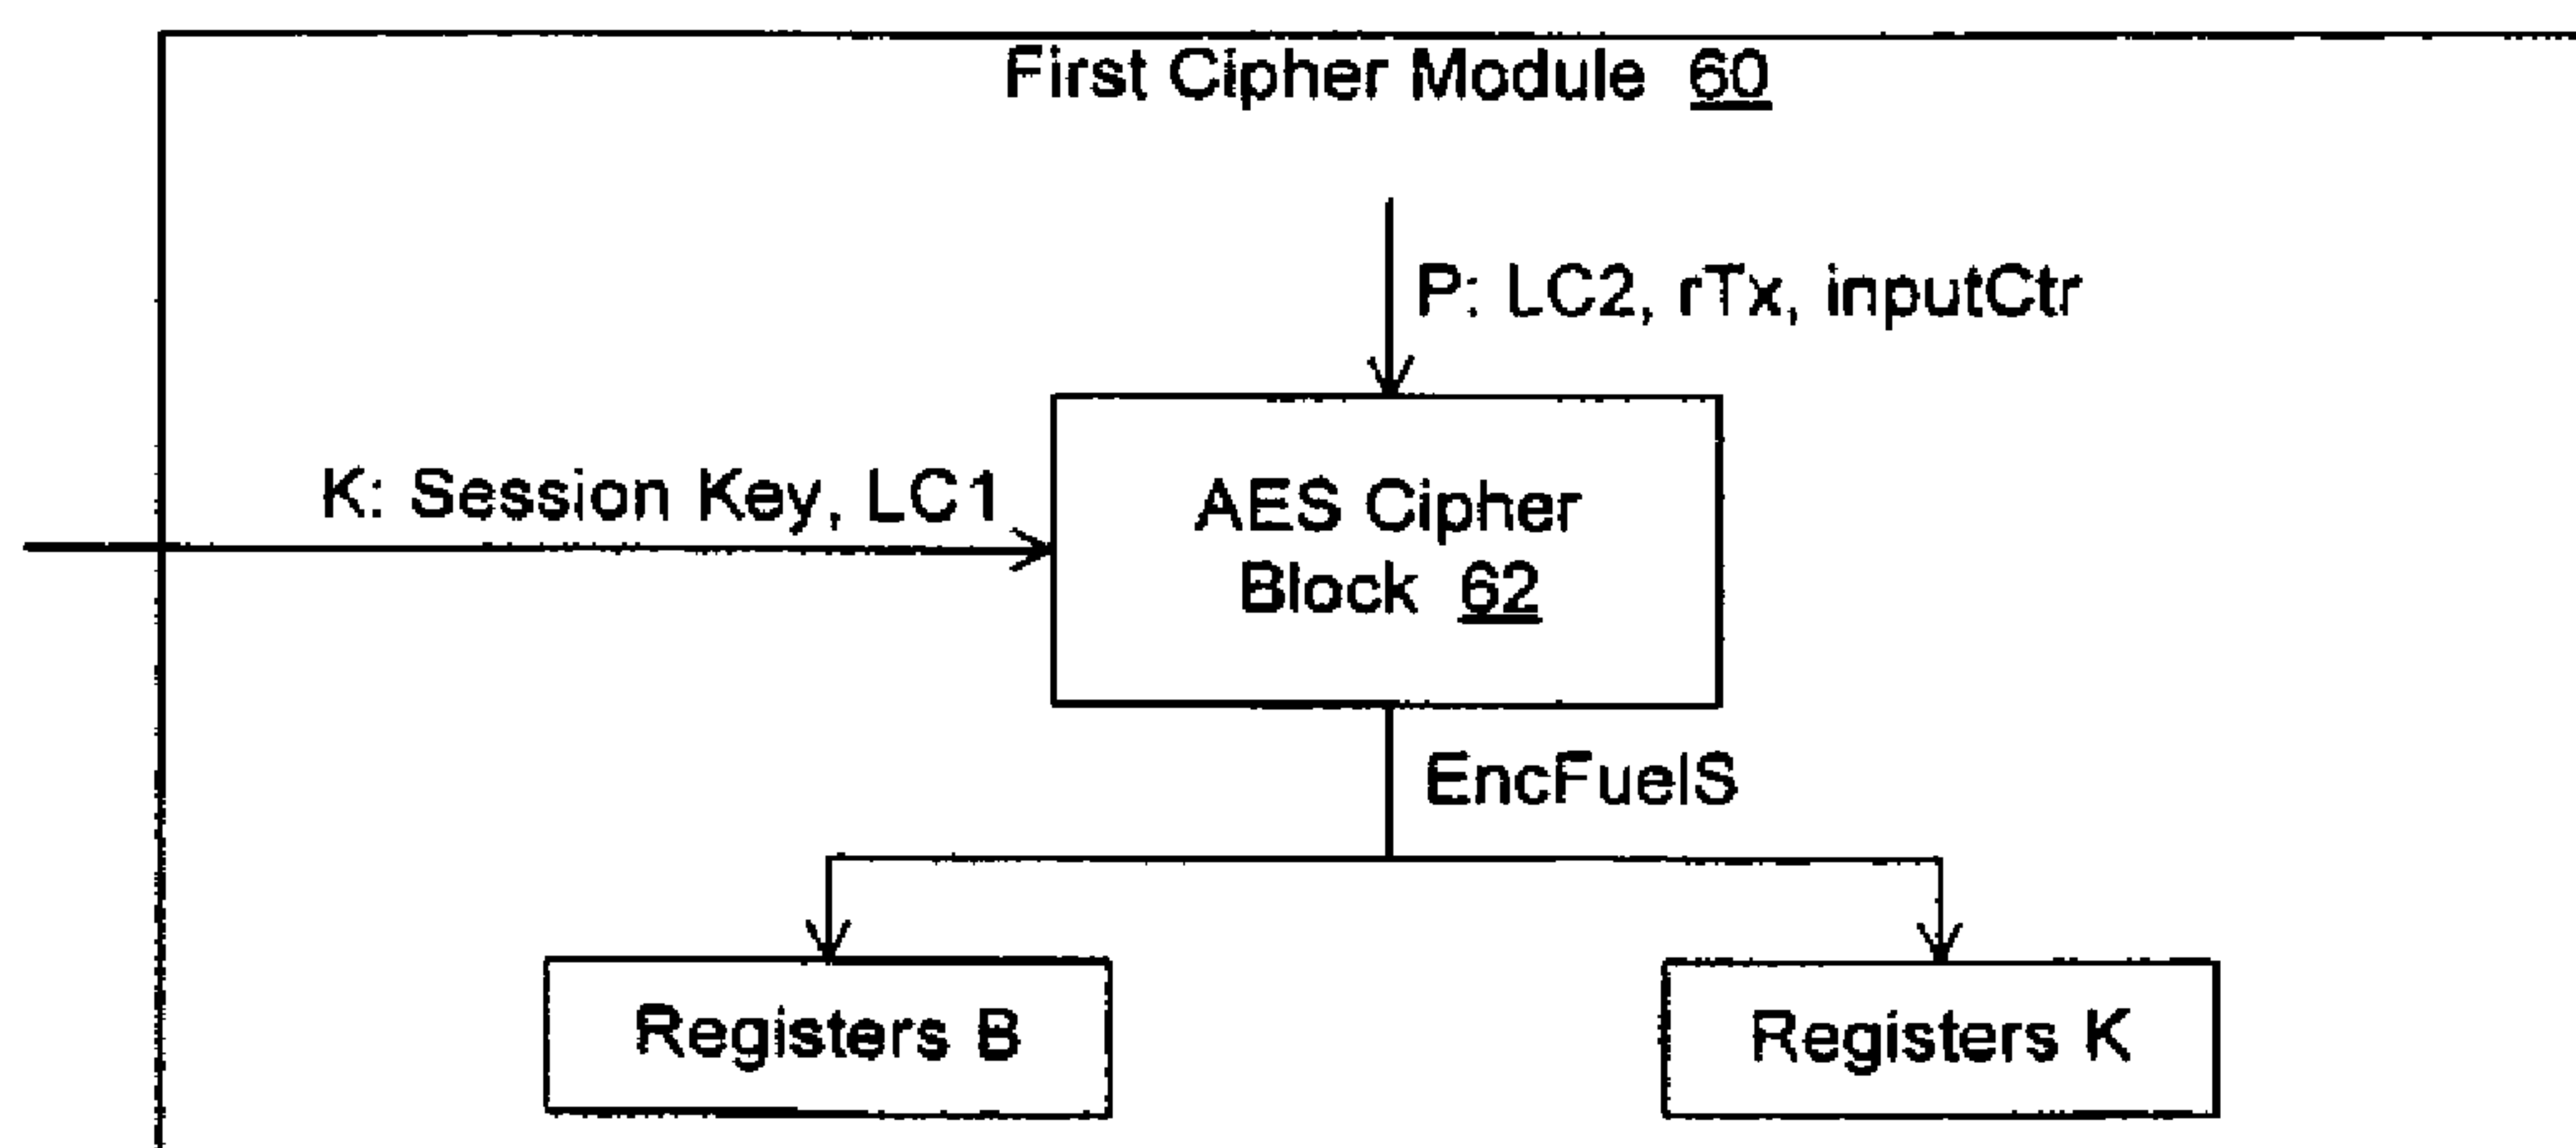 First Cipher Module 60
P: LC2, rTx, inputCtr
K: Session Key, LC1
AES Cipher
Block 62
EncFuelS
Registers B
Registers K